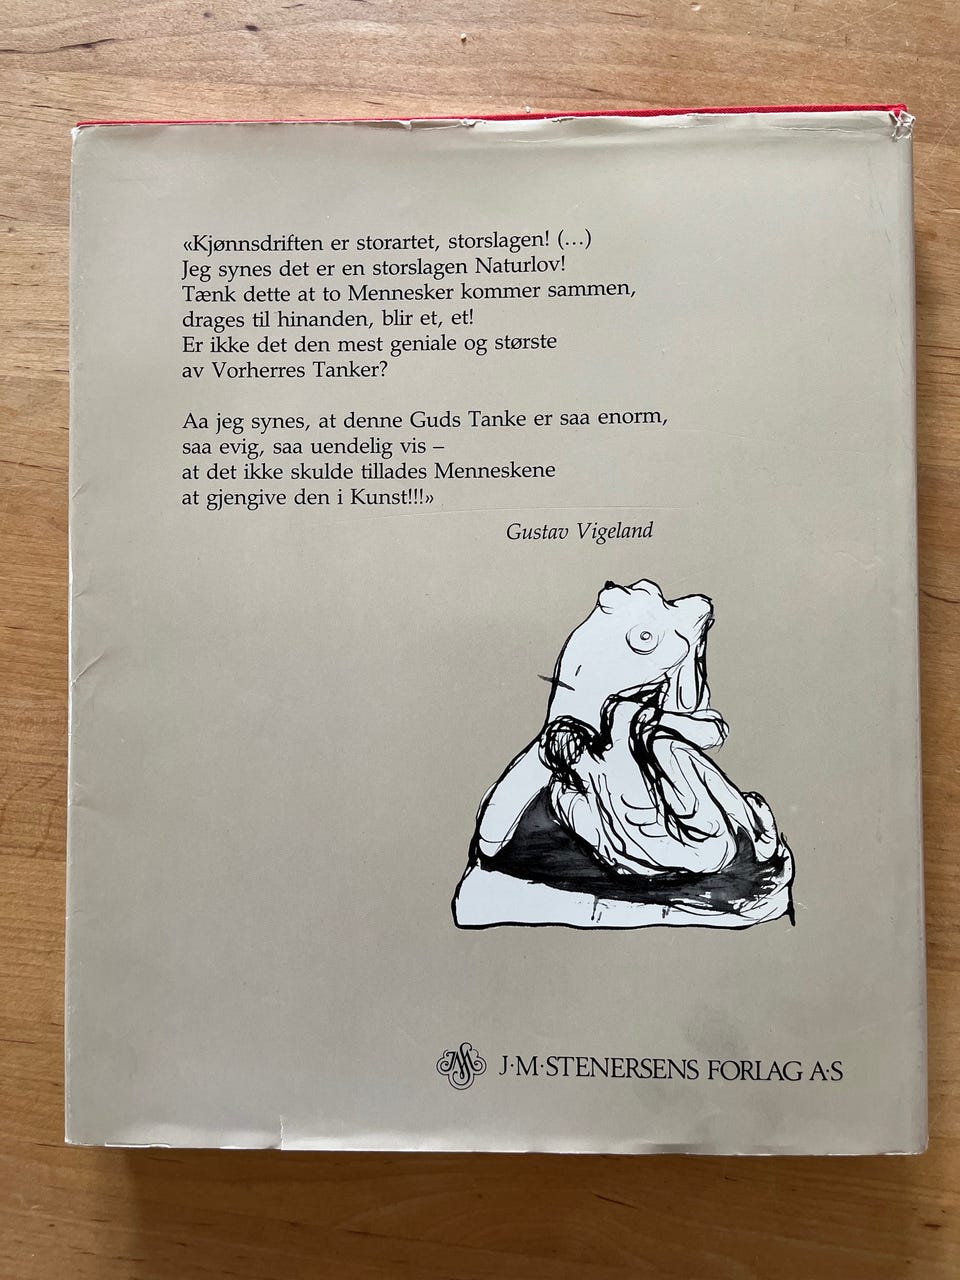 «Kjønnsdriften er storartet, storslagen! (...)
Jeg synes det er en storslagen Naturlov!
Tænk dette at to Mennesker kommer sammen,
drages til hinanden, blir et, et!
Er ikke det den mest geniale og største
av Vorherres Tanker?
Aa jeg synes, at denne Guds Tanke er saa enorm,
saa evig, saa uendelig vis –
at det ikke skulde tillades Menneskene
at gjengive den i Kunst!!!»
Gustav Vigeland
J·M·STENERSENS FORLAG A·S